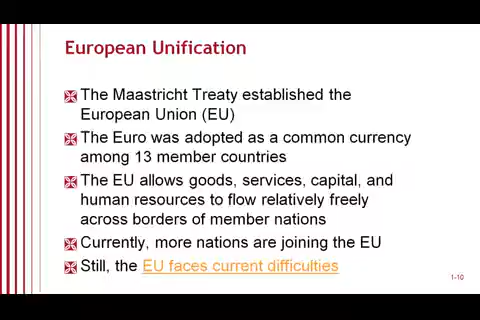 European Unification
The Maastricht Treaty established the
European Union (EU)
The Euro was adopted as a common currency
among 13 member countries
The EU allows goods, services, capital, and
human resources to flow relatively freely
across borders of member nations
Currently, more nations are joining the EU
Still, the EU faces current difficulties
1-10